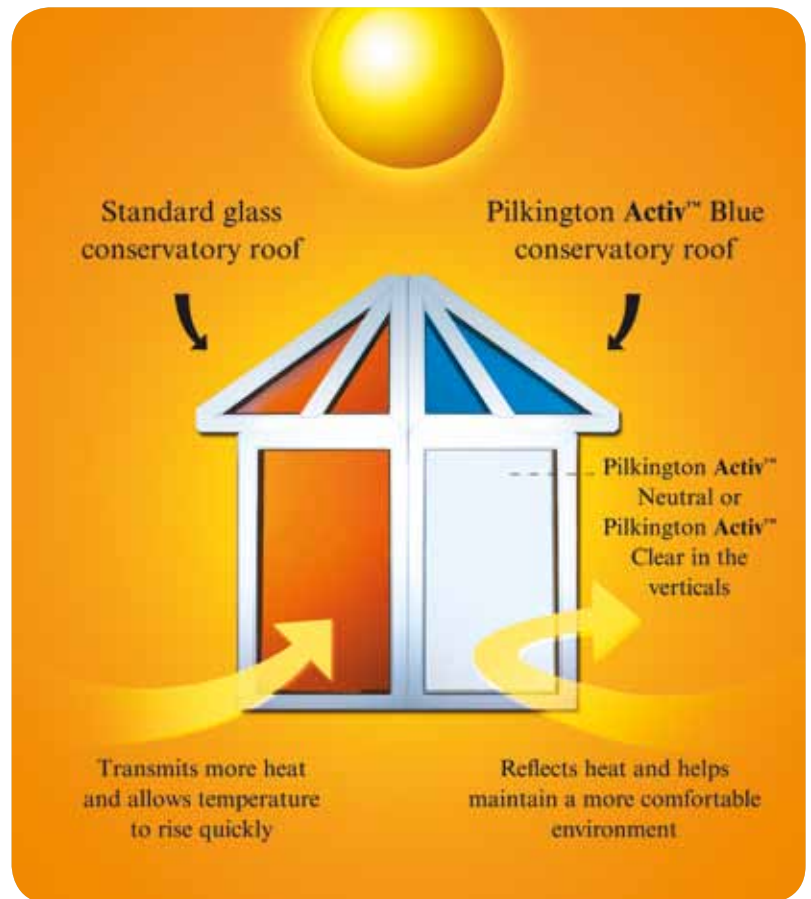 Standard glass
conservatory roof
Pilkington Activ™ Blue
conservatory roof
Pilkington Activ™
Neutral or
Pilkington Activ™
Clear in the
verticals
Transmits more heat
and allows temperature
to rise quickly
Reflects heat and helps
maintain a more comfortable
environment